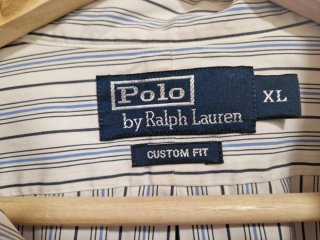 Polo
by Ralph Lauren
XL
CUSTOM FIT